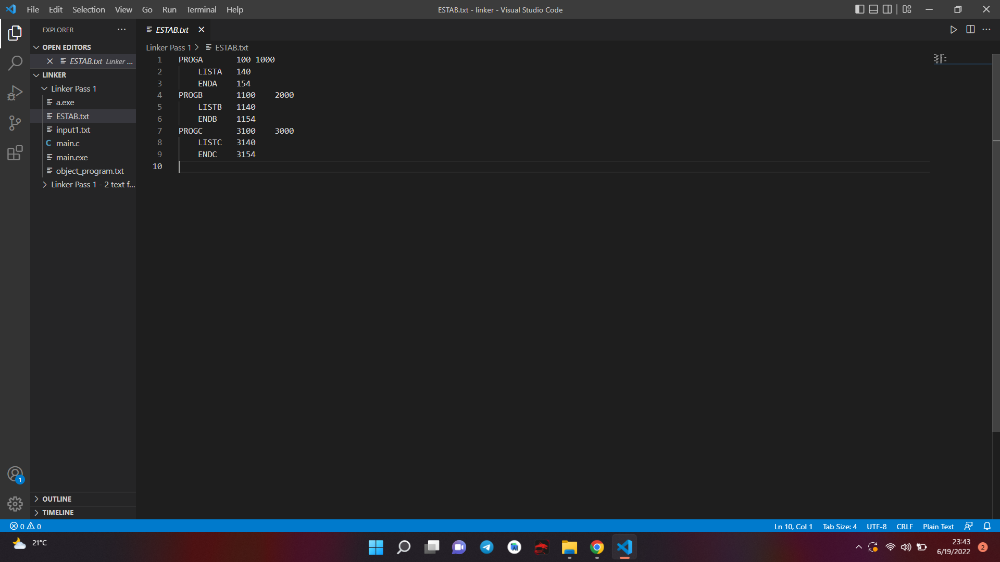 File Edit Selection View Go Run Terminal Help
ESTAB.txt - linker - Visual Studio Code
EXPLORER
OPEN EDITORS
ESTAB.txt Linker ...
LINKER
Linker Pass 1
a.exe
ESTAB.txt
input1.txt
C main.c
main.exe
object_program.txt
Linker Pass 1 - 2 text f...
OUTLINE
TIMELINE
ESTAB.txt
Linker Pass 1 > ESTAB.txt
1 PROGA 100 1000
2 LISTA 140
3 ENDA 154
4 PROGB 1100 2000
5 LISTB 1140
6 ENDB 1154
7 PROGC 3100 3000
8 LISTC 3140
9 ENDC 3154
10
1
0 0
Ln 10, Col 1 Tab Size: 4 UTF-8 CRLF Plain Text
21°C
23:43
6/19/2022
2